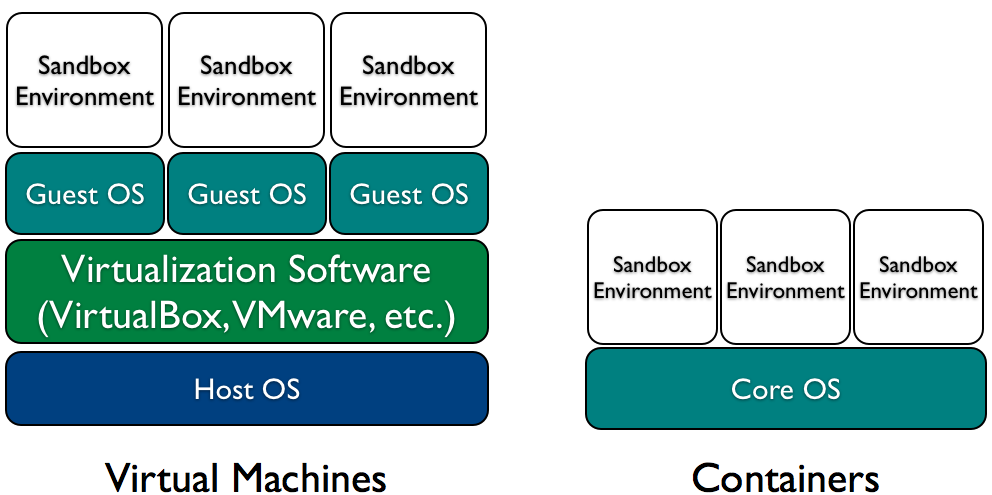 Sandbox
Environment
Sandbox
Environment
Sandbox
Environment
Guest OS
Guest OS
Guest OS
Virtualization Software
(VirtualBox, VMware, etc.)
Host OS
Virtual Machines
Sandbox
Environment
Sandbox
Environment
Sandbox
Environment
Core OS
Containers